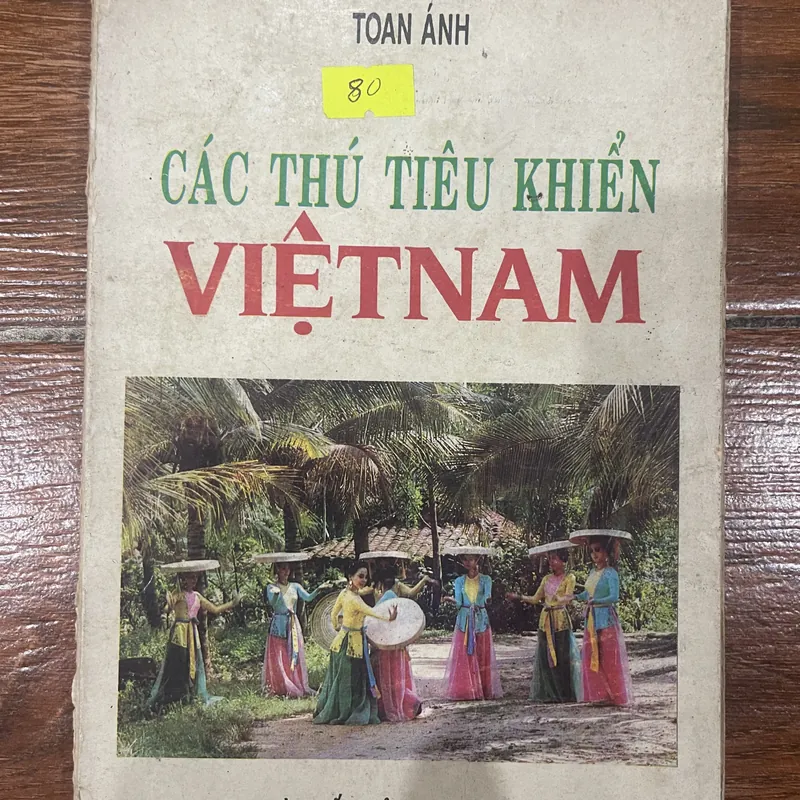 TOAN ÁNH
80
CÁC THÚ TIÊU KHIỂN
VIỆTNAM